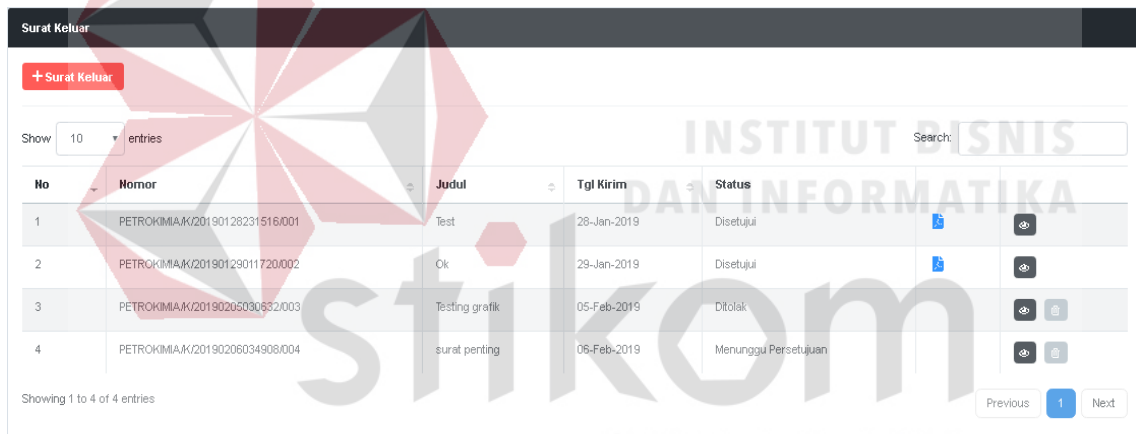 Surat Keluar
+ Surat Keluar
Show 10 entries Search:
INSTITUT BISNIS
DAN INFORMATIKA
stikom
No Nomor Judul Tgl Kirim Status
1 PETROKIMIA/K/20190128231516/001 Test 28-Jan-2019 Disetujui
2 PETROKIMIA/K/20190129011720/002 Ok 29-Jan-2019 Disetujui
3 PETROKIMIA/K/20190205030632/003 Testing grafik 05-Feb-2019 Ditolak
4 PETROKIMIA/K/20190206034908/004 surat penting 06-Feb-2019 Menunggu Persetujuan
Showing 1 to 4 of 4 entries Previous 1 Next